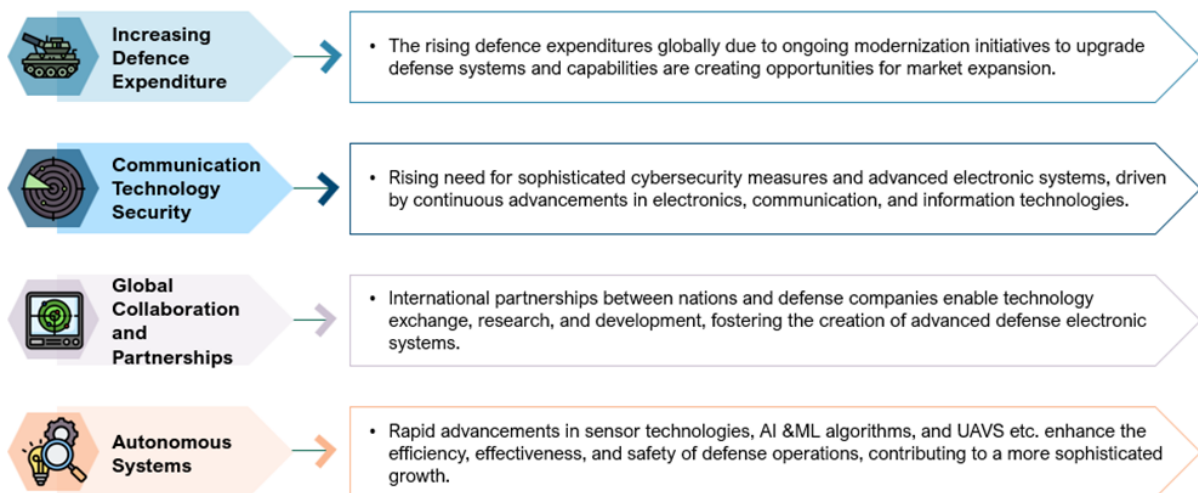 Increasing
Defence
Expenditure
• The rising defence expenditures globally due to ongoing modernization initiatives to upgrade
defense systems and capabilities are creating opportunities for market expansion.
Communication
Technology
Security
• Rising need for sophisticated cybersecurity measures and advanced electronic systems, driven
by continuous advancements in electronics, communication, and information technologies.
Global
Collaboration
and
Partnerships
• International partnerships between nations and defense companies enable technology
exchange, research, and development, fostering the creation of advanced defense electronic
systems.
Autonomous
Systems
• Rapid advancements in sensor technologies, AI &ML algorithms, and UAVS etc. enhance the
efficiency, effectiveness, and safety of defense operations, contributing to a more sophisticated
growth.